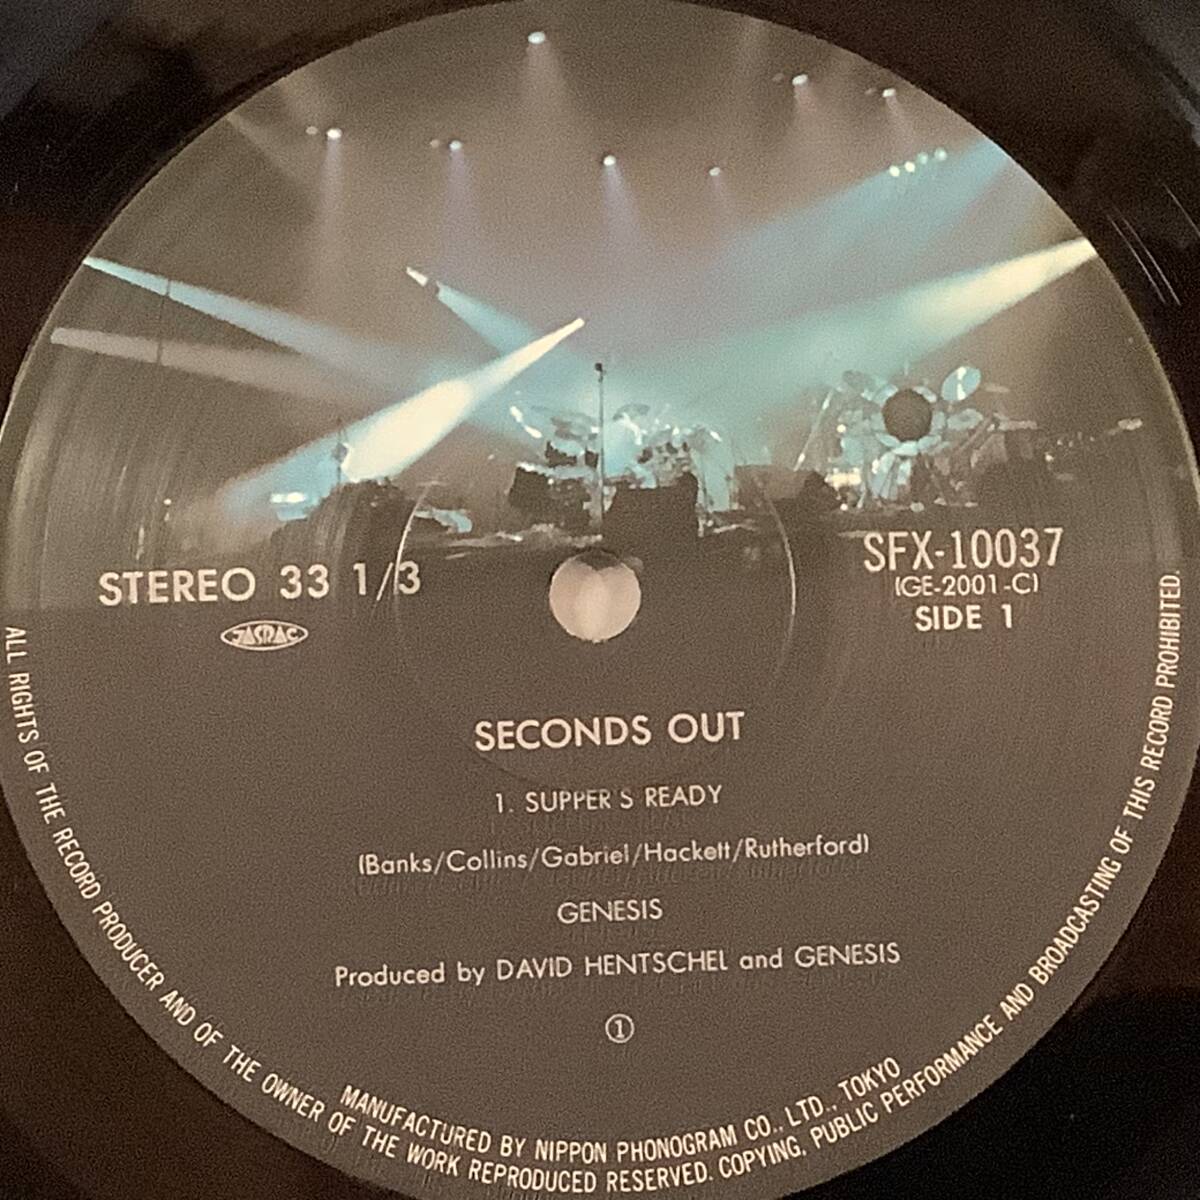 STEREO 33 1/3
JASRAC
SFX-10037
(GE-2001-C)
SIDE 1
SECONDS OUT
1. SUPPER'S READY
(Banks/Collins/Gabriel/Hackett/Rutherford)
GENESIS
Produced by DAVID HENTSCHEL and GENESIS
①
MANUFACTURED BY NIPPON PHONOGRAM CO., LTD., TOKYO
ALL RIGHTS OF THE RECORD PRODUCER AND OF THE OWNER OF THE WORK REPRODUCED RESERVED. COPYING, PUBLIC PERFORMANCE AND BROADCASTING OF THIS RECORD PROHIBITED.